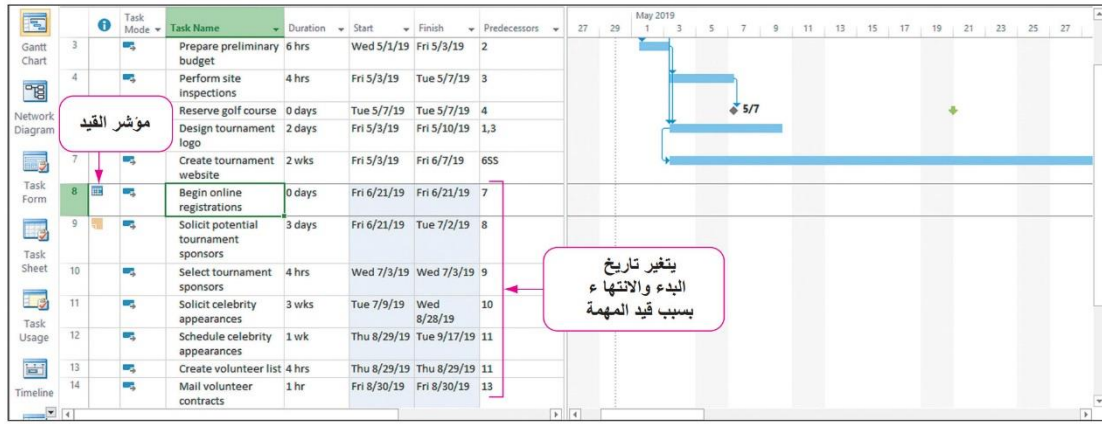 Task Mode Task Name Duration Start Finish Predecessors
May 2019
27 29 1 3 5 7 9 11 13 15 17 19 21 23 25 27
Gantt Chart
Network Diagram
Task Form
Task Sheet
Task Usage
Timeline
3 Prepare preliminary budget 6 hrs Wed 5/1/19 Fri 5/3/19 2
4 Perform site inspections 4 hrs Fri 5/3/19 Tue 5/7/19 3
Reserve golf course 0 days Tue 5/7/19 Tue 5/7/19 4
5/7
Design tournament logo 2 days Fri 5/3/19 Fri 5/10/19 1,3
7 Create tournament website 2 wks Fri 5/3/19 Fri 6/7/19 6SS
8 Begin online registrations 0 days Fri 6/21/19 Fri 6/21/19 7
9 Solicit potential tournament sponsors 3 days Fri 6/21/19 Tue 7/2/19 8
10 Select tournament sponsors 4 hrs Wed 7/3/19 Wed 7/3/19 9
11 Solicit celebrity appearances 3 wks Tue 7/9/19 Wed 8/28/19 10
12 Schedule celebrity appearances 1 wk Thu 8/29/19 Tue 9/17/19 11
13 Create volunteer list 4 hrs Thu 8/29/19 Thu 8/29/19 11
14 Mail volunteer contracts 1 hr Fri 8/30/19 Fri 8/30/19 13
مؤشر القيد
يتغير تاريخ
البدء والانتها ء
بسبب قيد المهمة